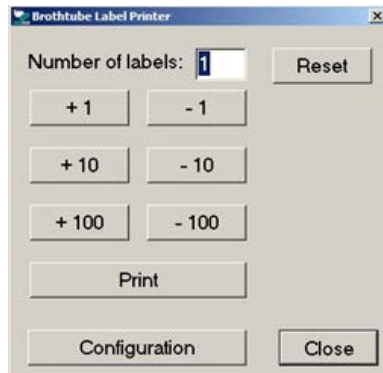 Brothtube Label Printer
Number of labels: 1 Reset
+ 1 - 1
+ 10 - 10
+ 100 - 100
Print
Configuration Close